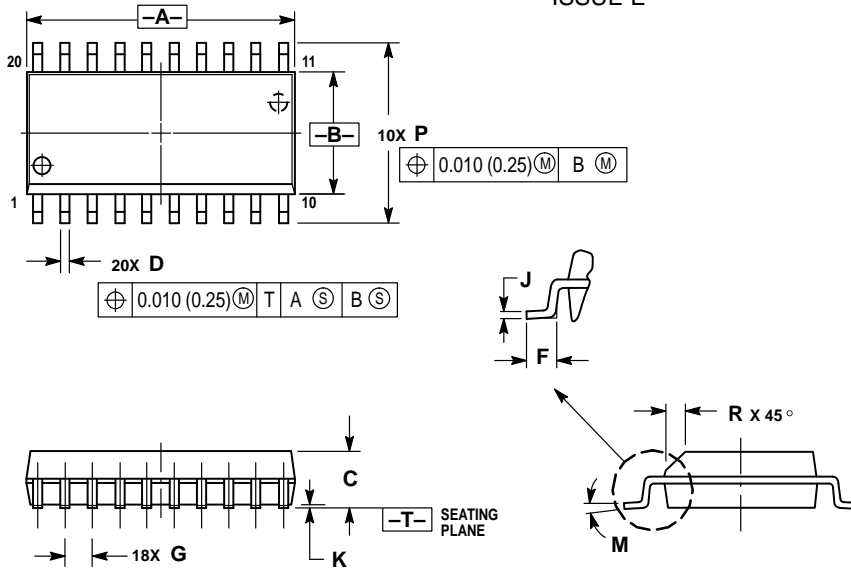 ISSUE E
–A–
20
11
–B–
10X P
⌖ 0.010 (0.25) Ⓜ B Ⓜ
1
10
20X D
⌖ 0.010 (0.25) Ⓜ T A Ⓢ B Ⓢ
J
F
R X 45°
C
–T– SEATING
PLANE
18X G
K
M